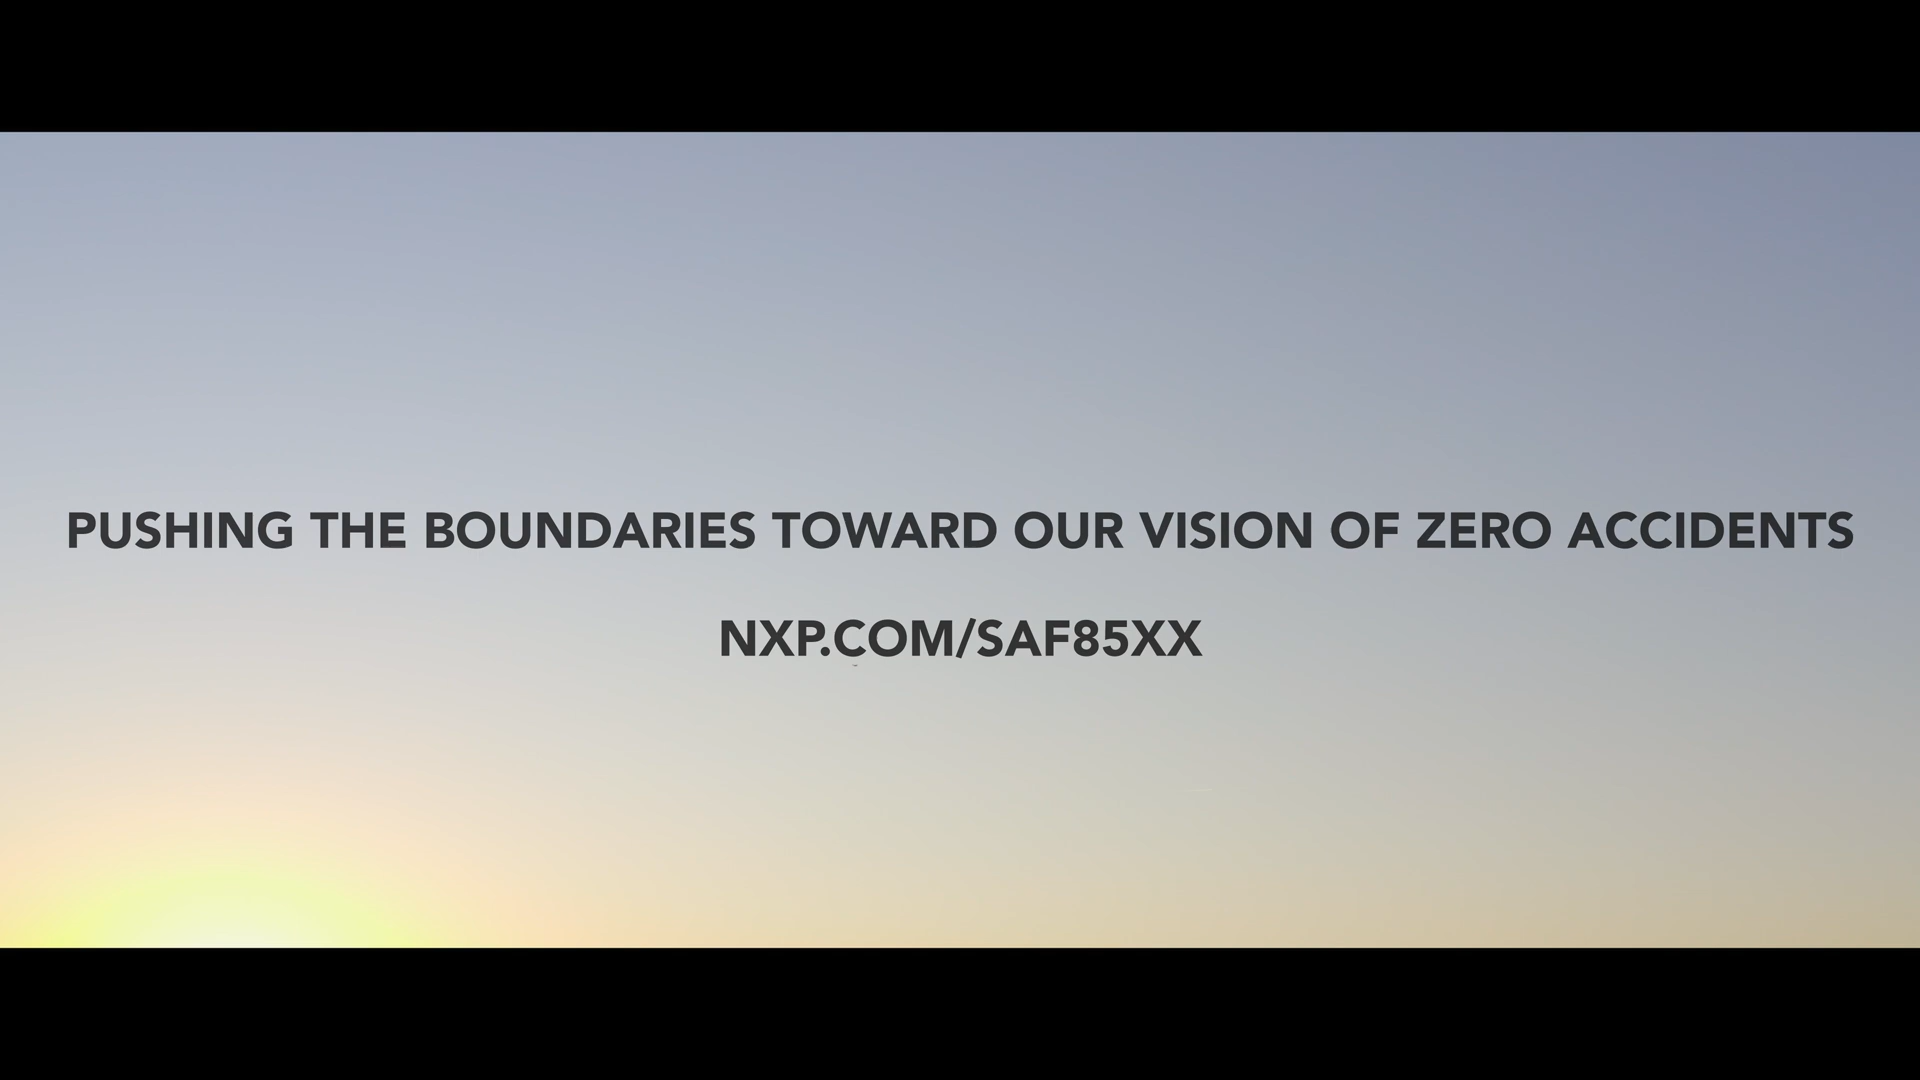 PUSHING THE BOUNDARIES TOWARD OUR VISION OF ZERO ACCIDENTS
NXP.COM/SAF85XX